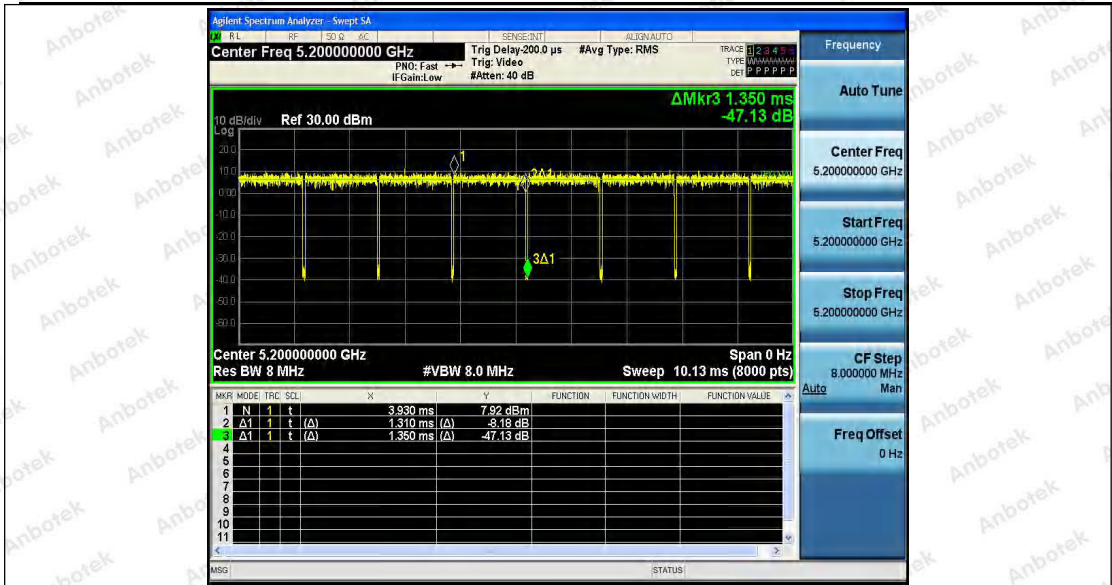 Agilent Spectrum Analyzer - Swept SA
RL RF 50 Ω AC SENSE:INT ALIGN AUTO
Center Freq 5.200000000 GHz
PNO: Fast
IFGain:Low
Trig Delay-200.0 µs
Trig: Video
#Atten: 40 dB
#Avg Type: RMS
TRACE 1 2 3 4 5 6
TYPE
DET P P P P P P
ΔMkr3 1.350 ms
-47.13 dB
10 dB/div Ref 30.00 dBm
Log
20.0
10.0
0.00
-10.0
-20.0
-30.0
-40.0
-50.0
-60.0
1
2Δ1
3Δ1
Center 5.200000000 GHz Span 0 Hz
Res BW 8 MHz #VBW 8.0 MHz Sweep 10.13 ms (8000 pts)
MKR MODE TRC SCL X Y FUNCTION FUNCTION WIDTH FUNCTION VALUE
1 N 1 t 3.930 ms 7.92 dBm
2 Δ1 1 t (Δ) 1.310 ms (Δ) -8.18 dB
3 Δ1 1 t (Δ) 1.350 ms (Δ) -47.13 dB
4
5
6
7
8
9
10
11
MSG STATUS
Frequency
Auto Tune
Center Freq
5.200000000 GHz
Start Freq
5.200000000 GHz
Stop Freq
5.200000000 GHz
CF Step
8.000000 MHz
Auto Man
Freq Offset
0 Hz
Anbotek